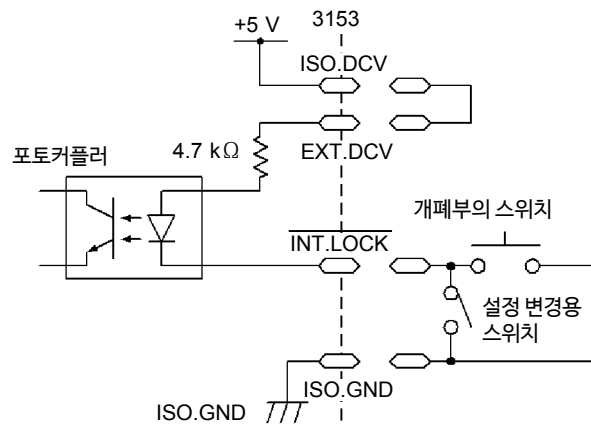 3153
+5 V
ISO.DCV
4.7 kΩ
EXT.DCV
포토커플러
개폐부의 스위치
INT.LOCK
설정 변경용
스위치
ISO.GND
ISO.GND